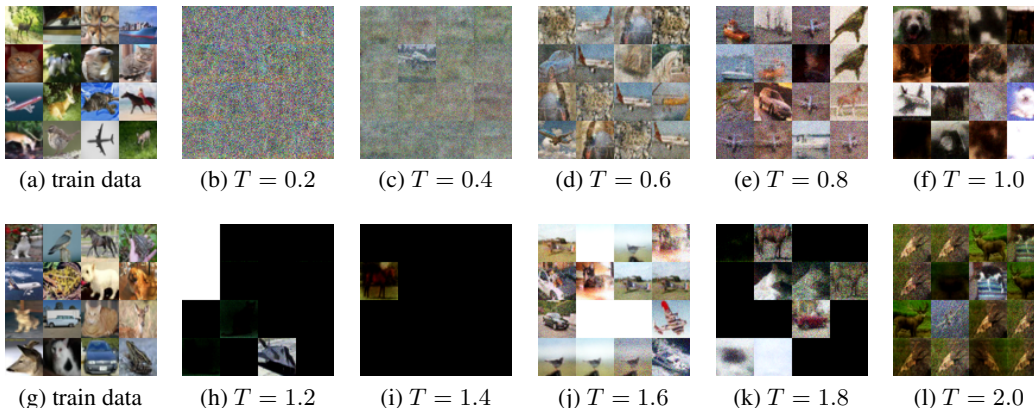 (a) train data (b) T = 0.2 (c) T = 0.4 (d) T = 0.6 (e) T = 0.8 (f) T = 1.0
(g) train data (h) T = 1.2 (i) T = 1.4 (j) T = 1.6 (k) T = 1.8 (l) T = 2.0